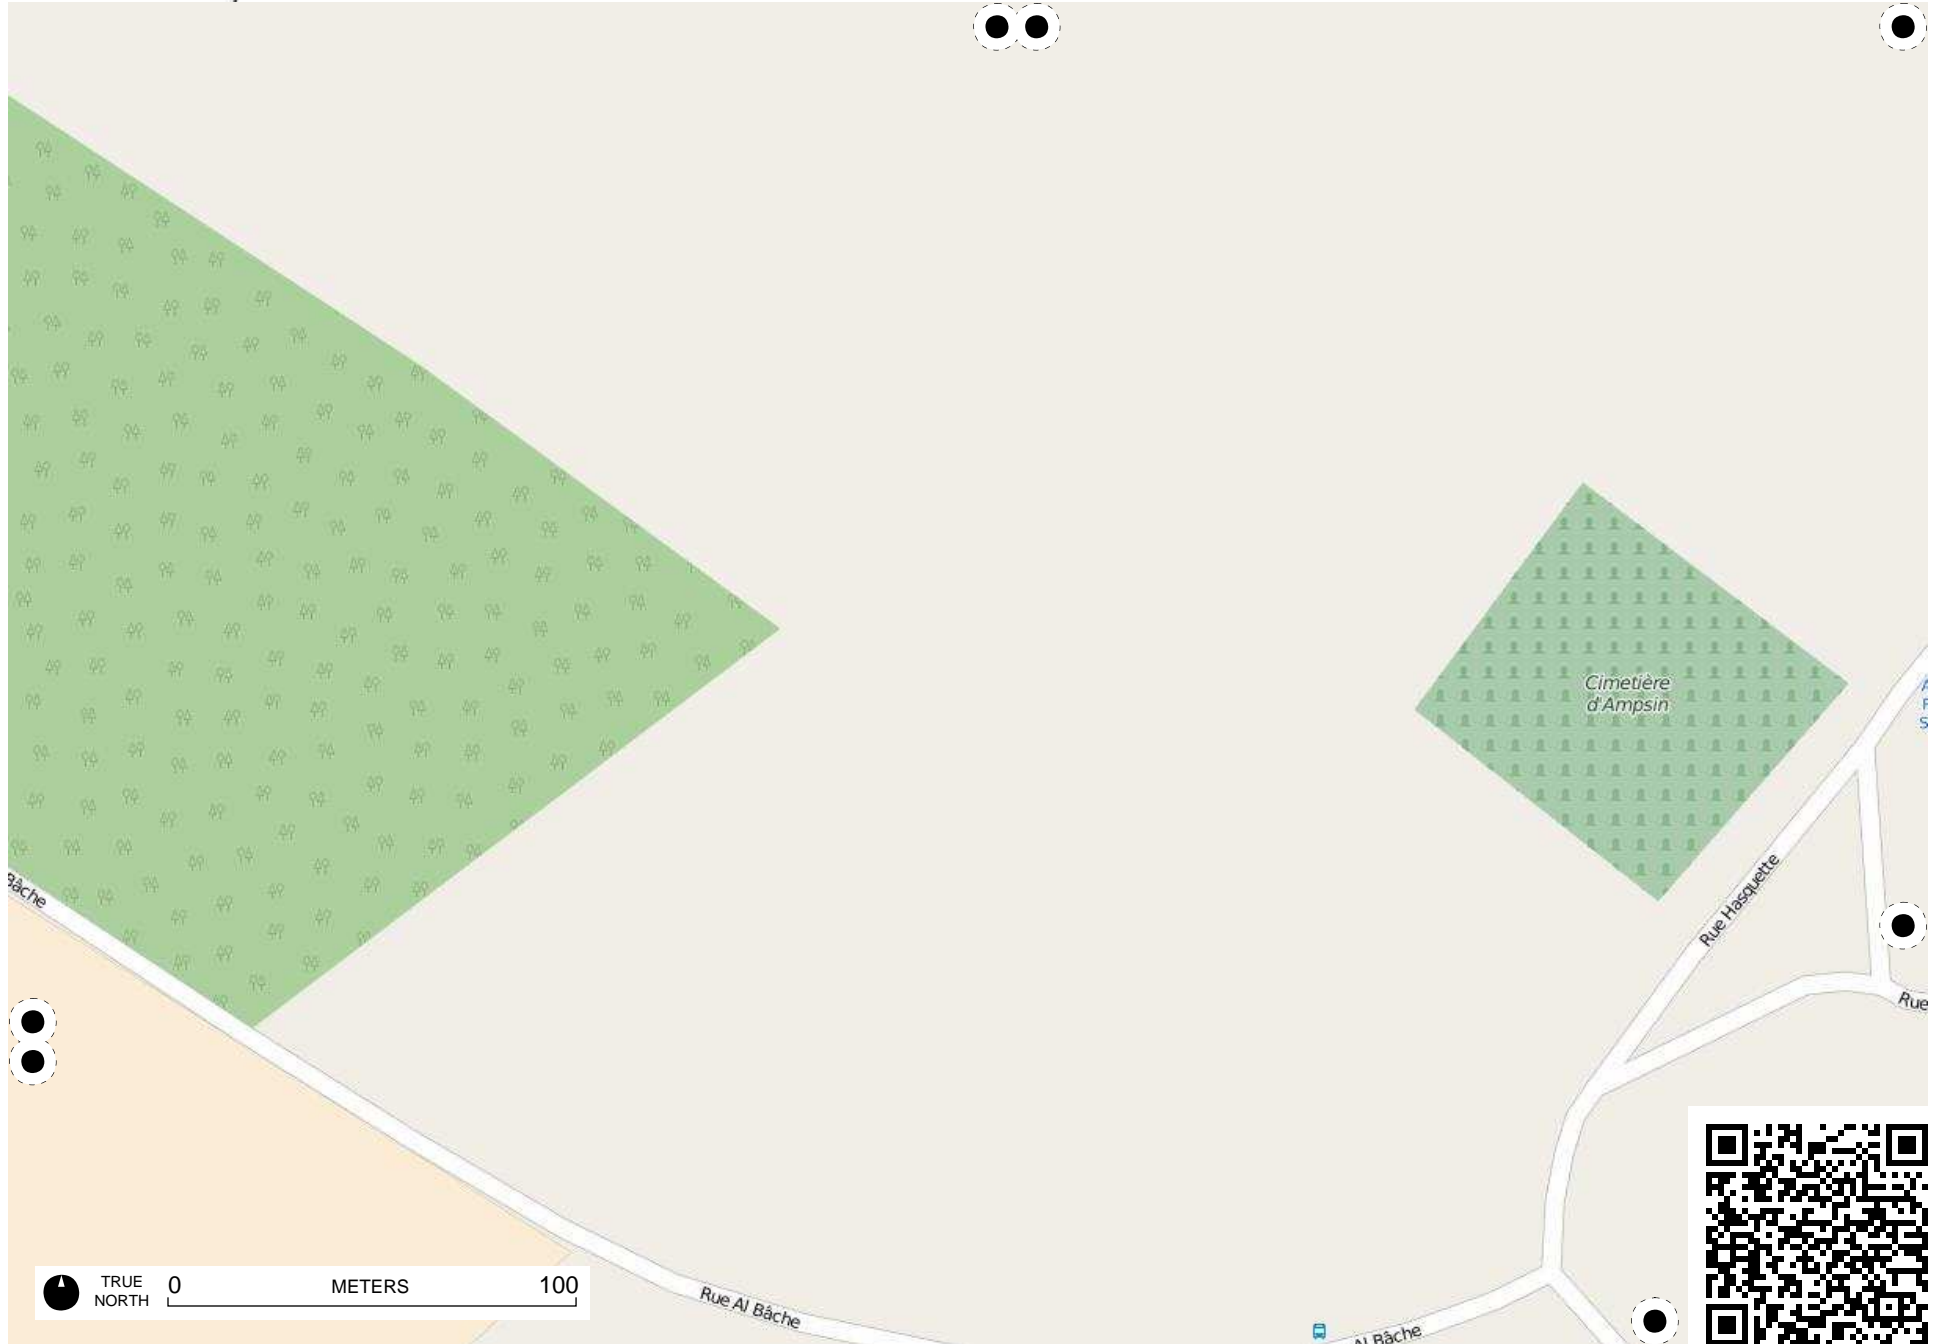 Cimetière
d'Ampsin
Bâche
Rue Hasquette
Rue
TRUE
NORTH
0 METERS 100
Rue Al Bâche
Al Bâche